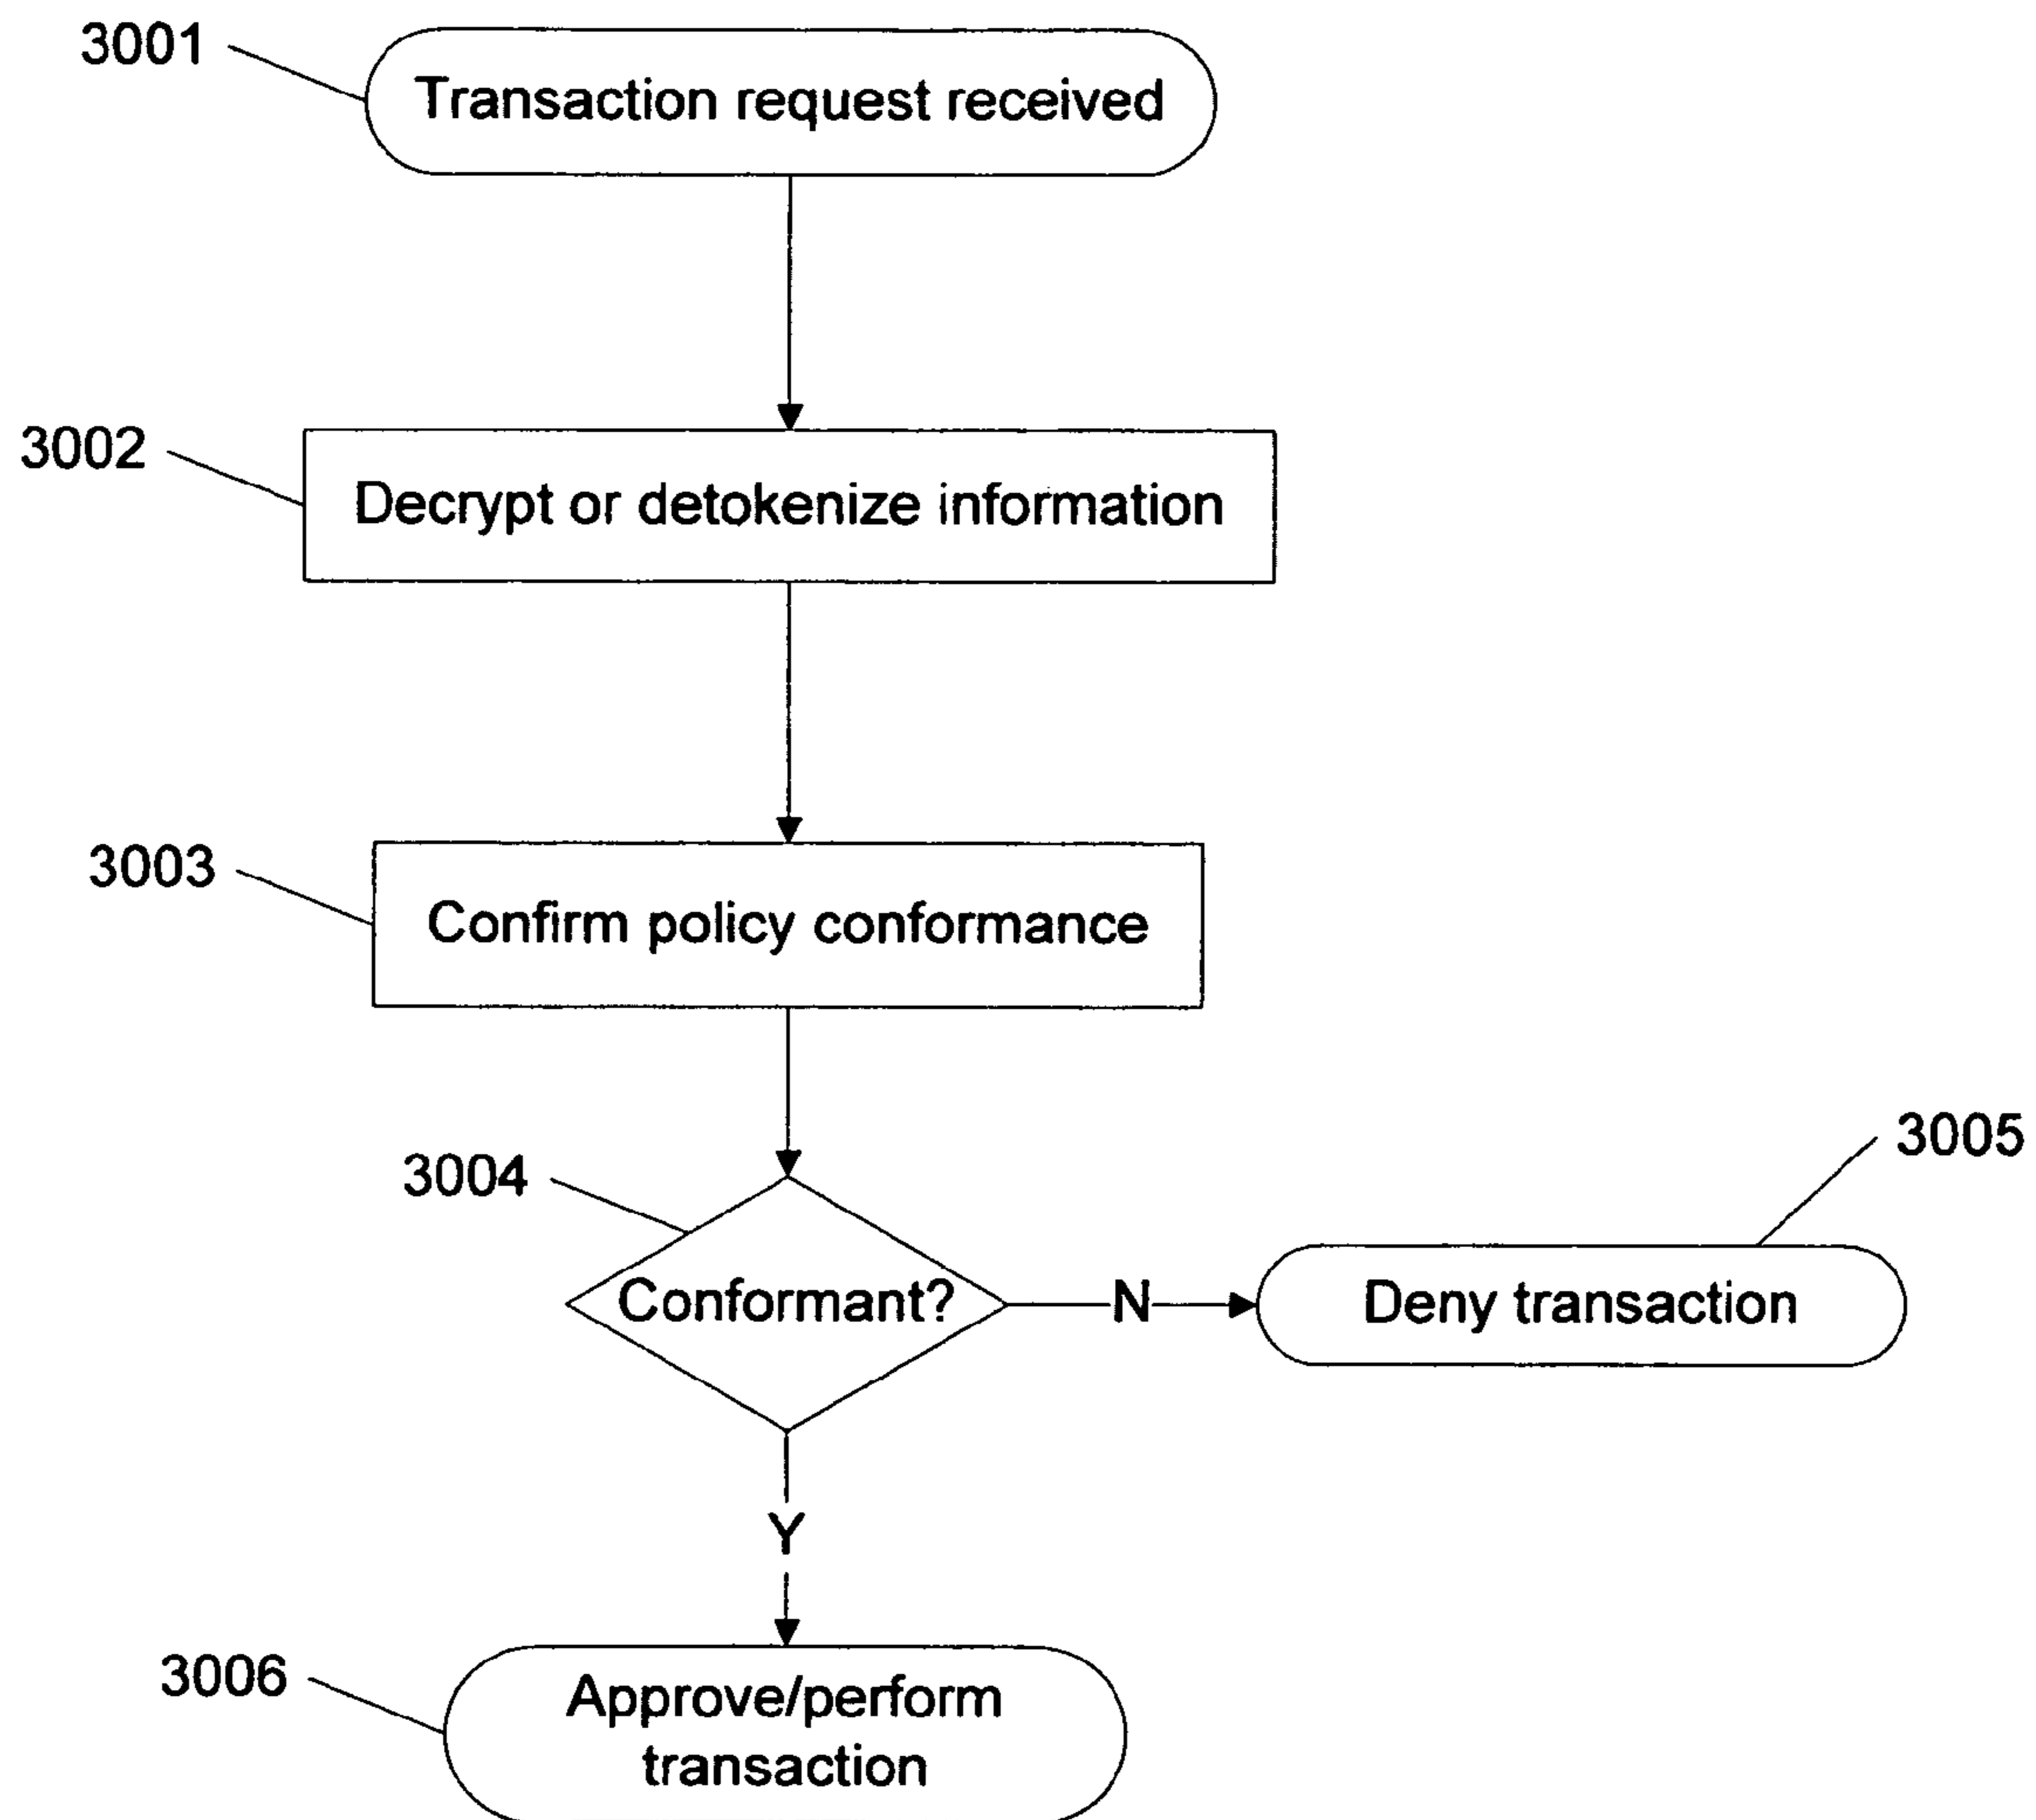 3001
Transaction request received
3002
Decrypt or detokenize information
3003
Confirm policy conformance
3004
3005
Conformant?
N
Deny transaction
Y
3006
Approve/perform
transaction